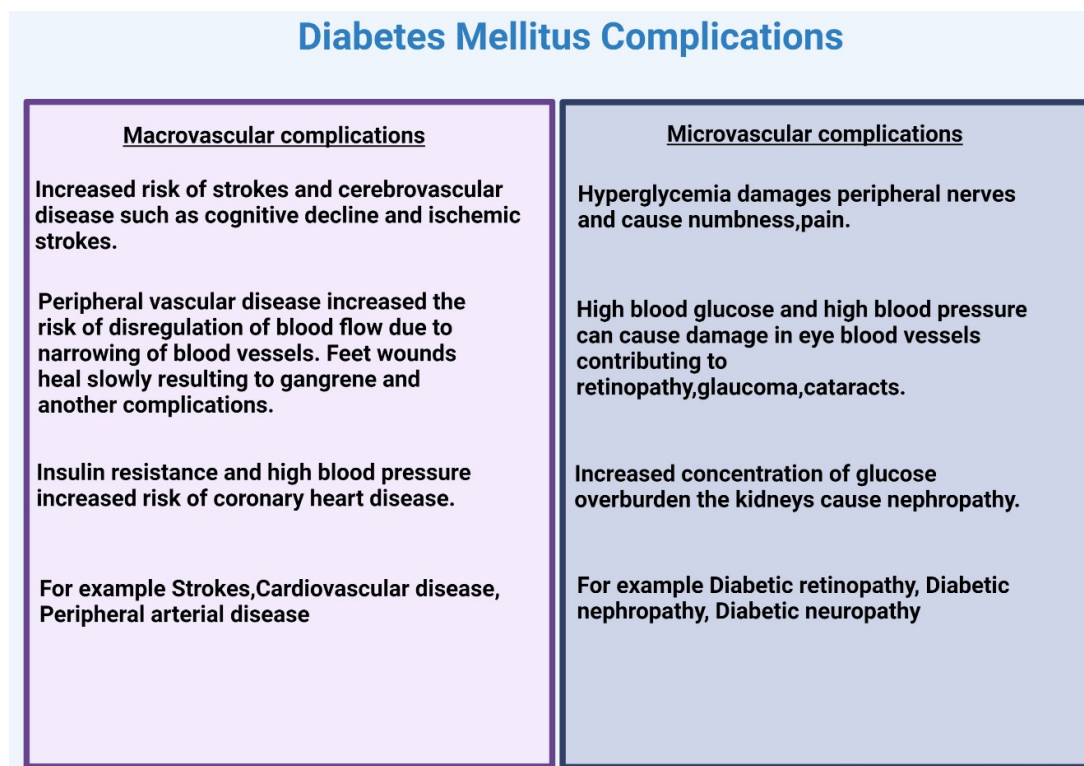 Diabetes Mellitus Complications
Macrovascular complications
Increased risk of strokes and cerebrovascular
disease such as cognitive decline and ischemic
strokes.
Peripheral vascular disease increased the
risk of disregulation of blood flow due to
narrowing of blood vessels. Feet wounds
heal slowly resulting to gangrene and
another complications.
Insulin resistance and high blood pressure
increased risk of coronary heart disease.
For example Strokes,Cardiovascular disease,
Peripheral arterial disease
Microvascular complications
Hyperglycemia damages peripheral nerves
and cause numbness,pain.
High blood glucose and high blood pressure
can cause damage in eye blood vessels
contributing to
retinopathy,glaucoma,cataracts.
Increased concentration of glucose
overburden the kidneys cause nephropathy.
For example Diabetic retinopathy, Diabetic
nephropathy, Diabetic neuropathy